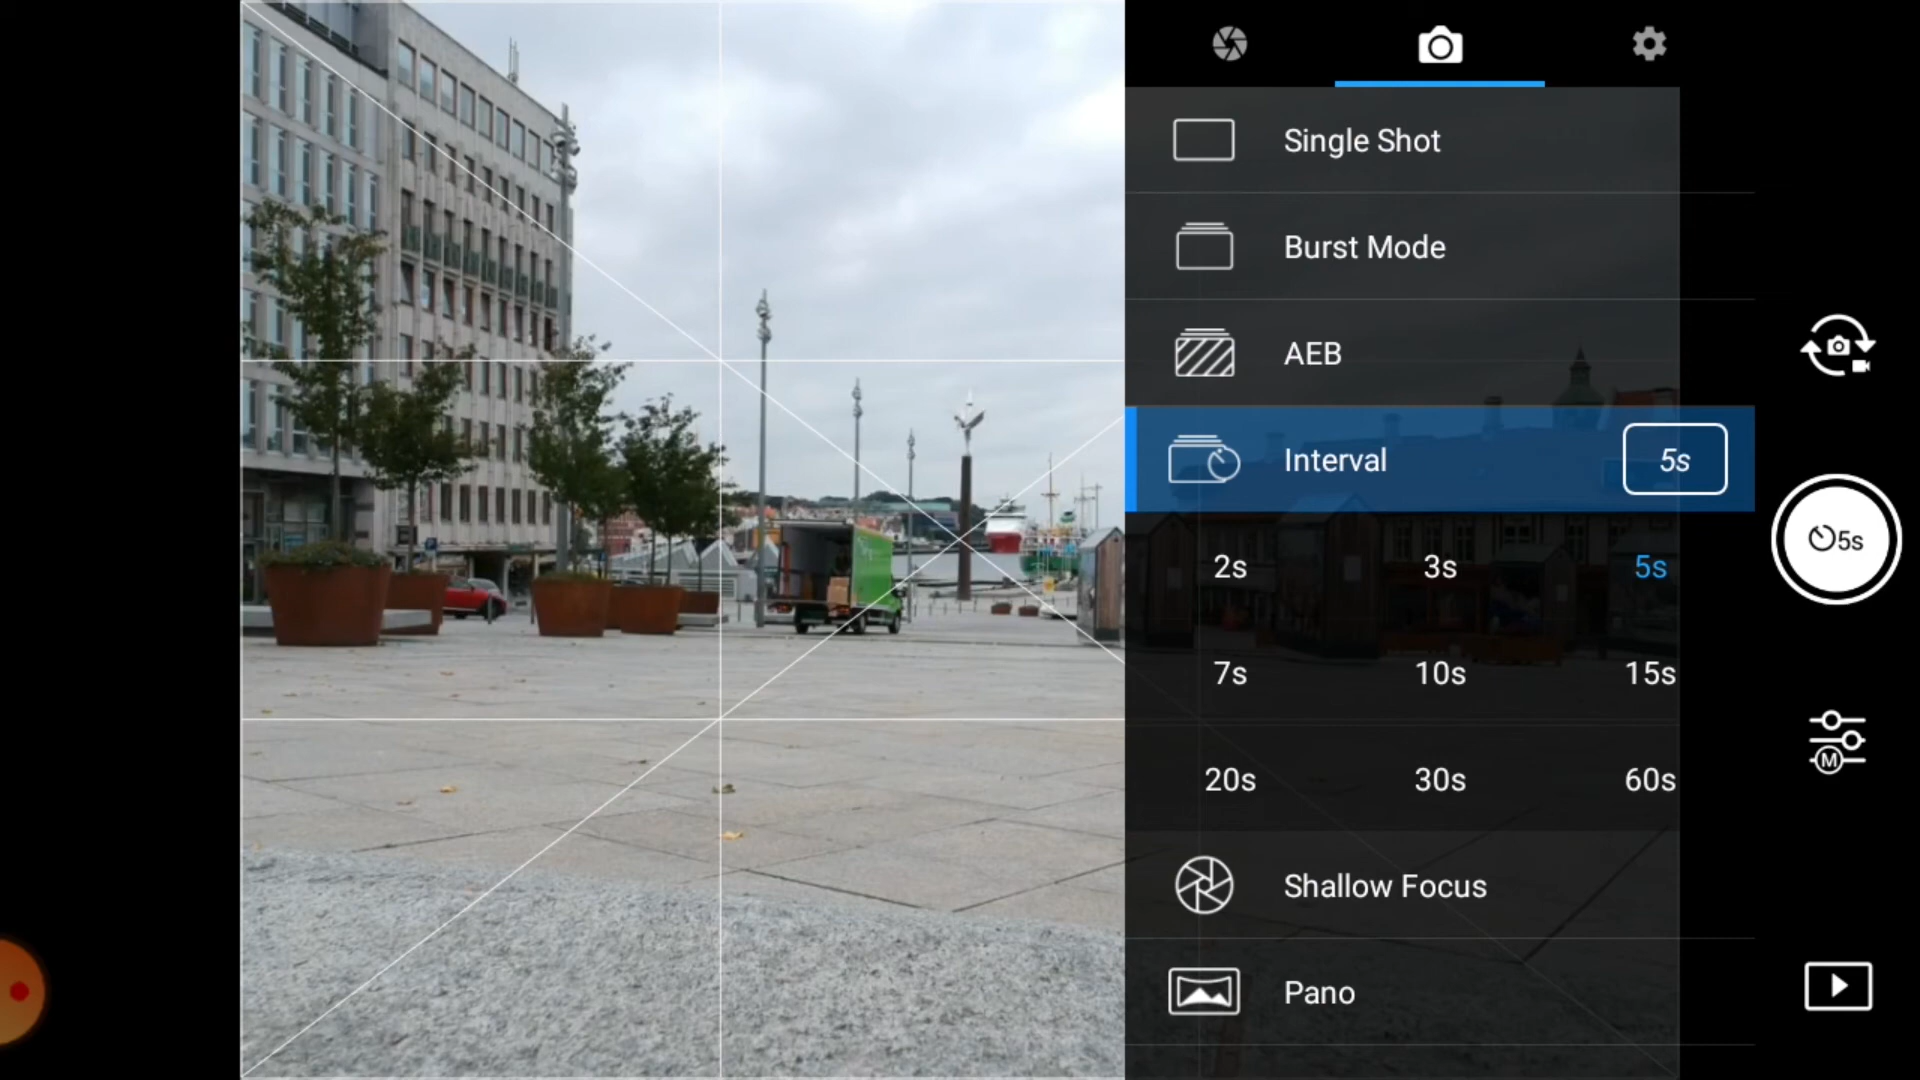 Single Shot
Burst Mode
AEB
Interval 5s
2s 3s 5s
7s 10s 15s
20s 30s 60s
Shallow Focus
Pano
5s
M